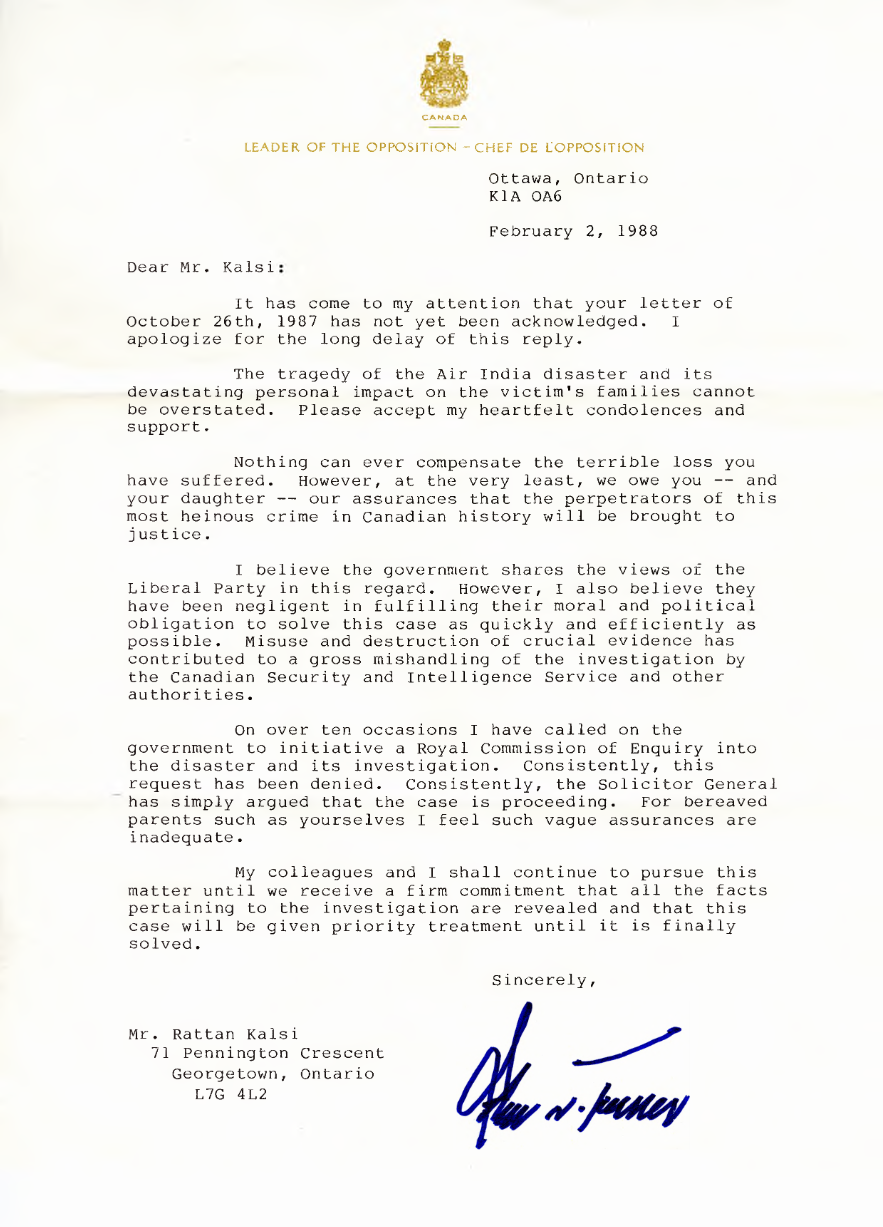 CANADA
LEADER OF THE OPPOSITION – CHEF DE L'OPPOSITION
Ottawa, Ontario
K1A 0A6
February 2, 1988
Dear Mr. Kalsi:
It has come to my attention that your letter of
October 26th, 1987 has not yet been acknowledged. I
apologize for the long delay of this reply.
The tragedy of the Air India disaster and its
devastating personal impact on the victim's families cannot
be overstated. Please accept my heartfelt condolences and
support.
Nothing can ever compensate the terrible loss you
have suffered. However, at the very least, we owe you -- and
your daughter -- our assurances that the perpetrators of this
most heinous crime in Canadian history will be brought to
justice.
I believe the government shares the views of the
Liberal Party in this regard. However, I also believe they
have been negligent in fulfilling their moral and political
obligation to solve this case as quickly and efficiently as
possible. Misuse and destruction of crucial evidence has
contributed to a gross mishandling of the investigation by
the Canadian Security and Intelligence Service and other
authorities.
On over ten occasions I have called on the
government to initiative a Royal Commission of Enquiry into
the disaster and its investigation. Consistently, this
request has been denied. Consistently, the Solicitor General
has simply argued that the case is proceeding. For bereaved
parents such as yourselves I feel such vague assurances are
inadequate.
My colleagues and I shall continue to pursue this
matter until we receive a firm commitment that all the facts
pertaining to the investigation are revealed and that this
case will be given priority treatment until it is finally
solved.
Sincerely,
John N. Turner
Mr. Rattan Kalsi
71 Pennington Crescent
Georgetown, Ontario
L7G 4L2